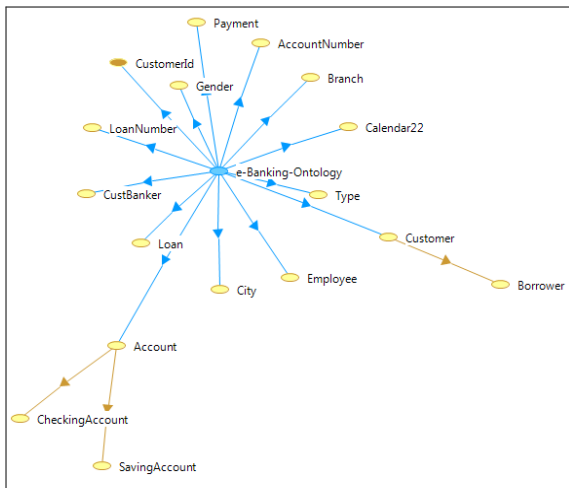 Payment
AccountNumber
CustomerId
Branch
Gender
LoanNumber
Calendar22
e-Banking-Ontology
CustBanker
Type
Loan
Customer
City
Employee
Borrower
Account
CheckingAccount
SavingAccount